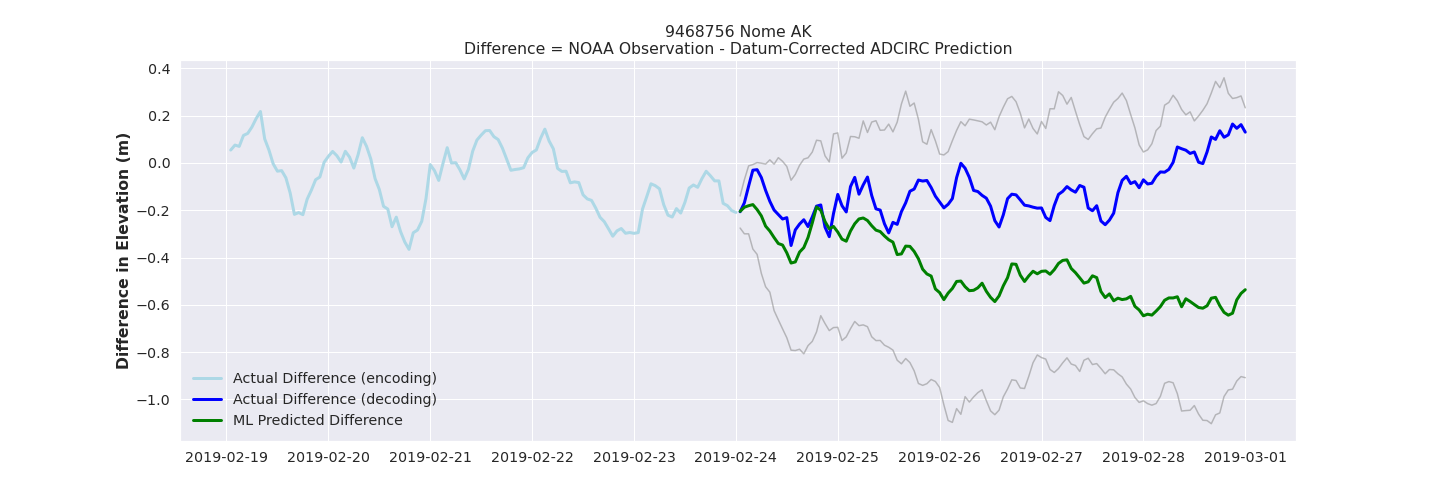 9468756 Nome AK
Difference = NOAA Observation - Datum-Corrected ADCIRC Prediction
Difference in Elevation (m)
0.4
0.2
0.0
−0.2
−0.4
−0.6
−0.8
−1.0
Actual Difference (encoding)
Actual Difference (decoding)
ML Predicted Difference
2019-02-19 2019-02-20 2019-02-21 2019-02-22 2019-02-23 2019-02-24 2019-02-25 2019-02-26 2019-02-27 2019-02-28 2019-03-01